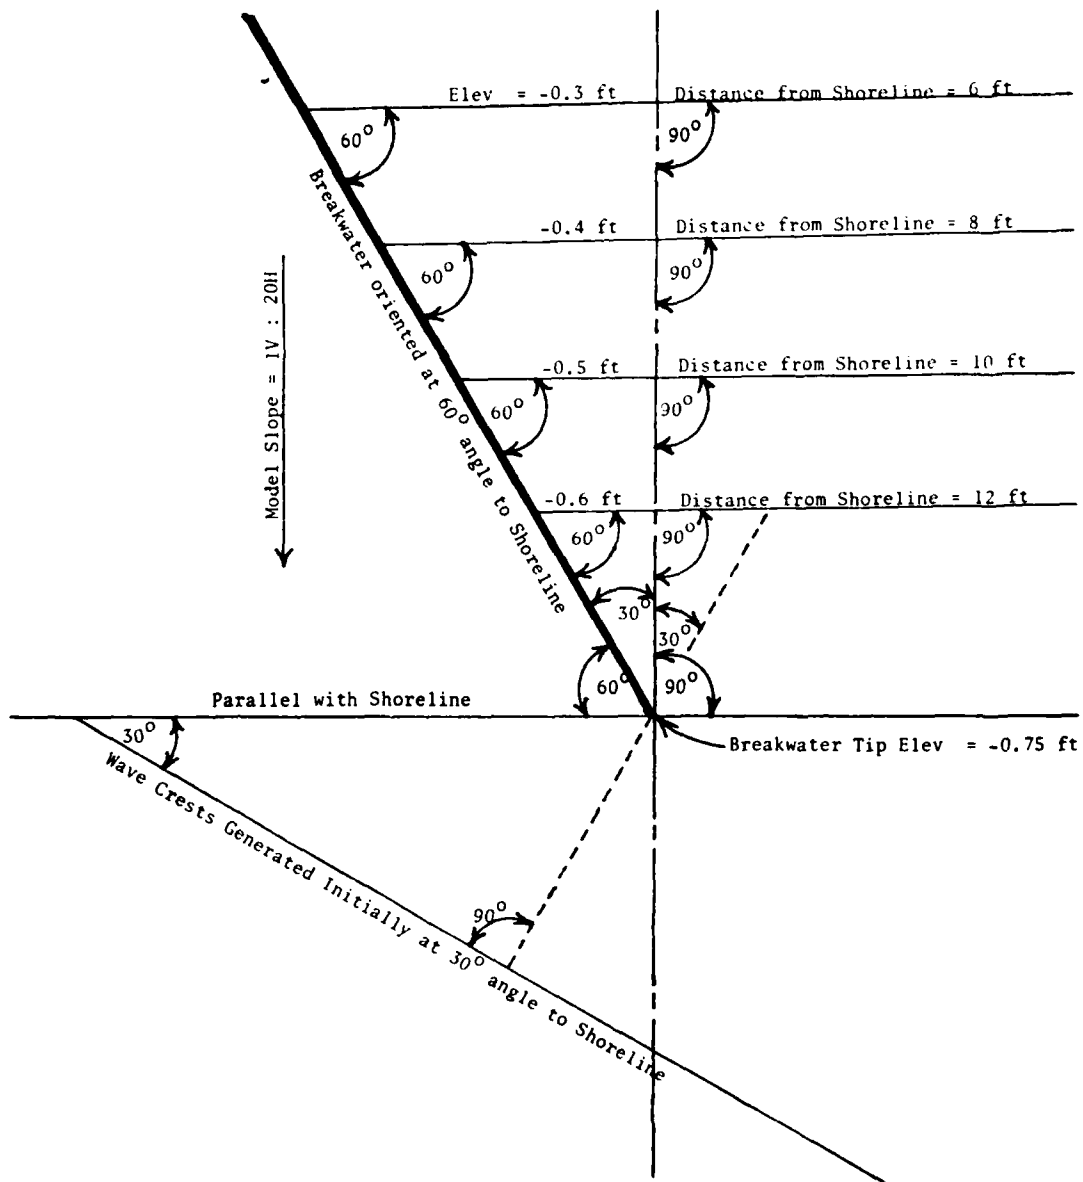 Elev = -0.3 ft Distance from Shoreline = 6 ft
60° 90°
-0.4 ft Distance from Shoreline = 8 ft
60° 90°
Model Slope = 1V : 20H
Breakwater oriented at 60° angle to Shoreline
-0.5 ft Distance from Shoreline = 10 ft
60° 90°
-0.6 ft Distance from Shoreline = 12 ft
60° 90°
30° 30°
60° 90°
Parallel with Shoreline
30°
Breakwater Tip Elev = -0.75 ft
Wave Crests Generated Initially at 30° angle to Shoreline
90°